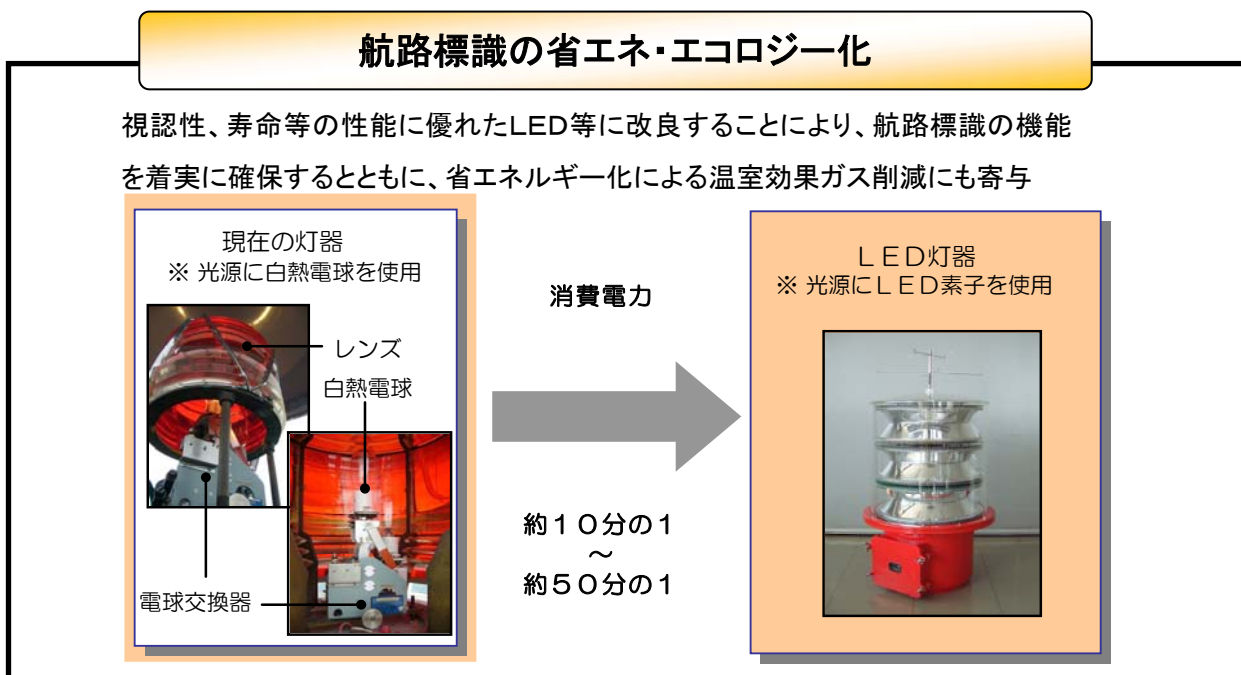 航路標識の省エネ・エコロジー化
視認性、寿命等の性能に優れたLED等に改良することにより、航路標識の機能
を着実に確保するとともに、省エネルギー化による温室効果ガス削減にも寄与
現在の灯器
※ 光源に白熱電球を使用
レンズ
白熱電球
電球交換器
消費電力
約１０分の１
～
約５０分の１
ＬＥＤ灯器
※ 光源にＬＥＤ素子を使用